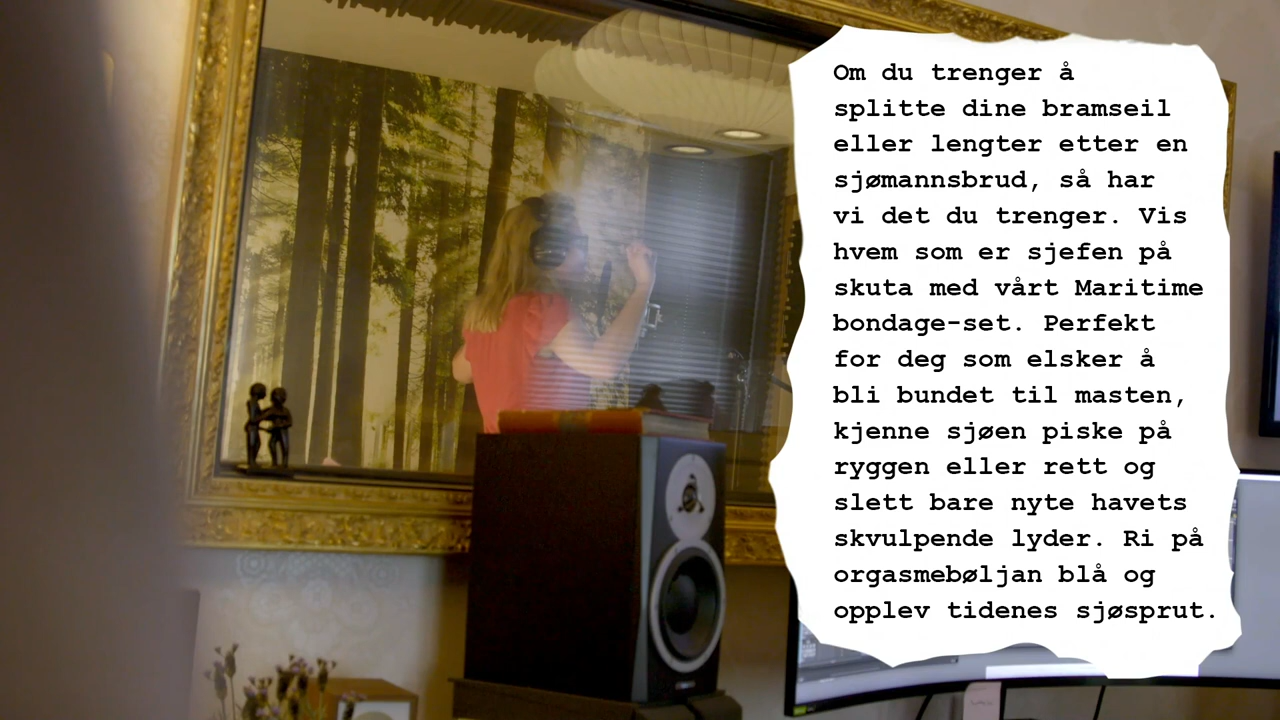 Om du trenger å
splitte dine bramseil
eller lengter etter en
sjømannsbrud, så har
vi det du trenger. Vis
hvem som er sjefen på
skuta med vårt Maritime
bondage-set. Perfekt
for deg som elsker å
bli bundet til masten,
kjenne sjøen piske på
ryggen eller rett og
slett bare nyte havets
skvulpende lyder. Ri på
orgasmebøljan blå og
opplev tidenes sjøsprut.